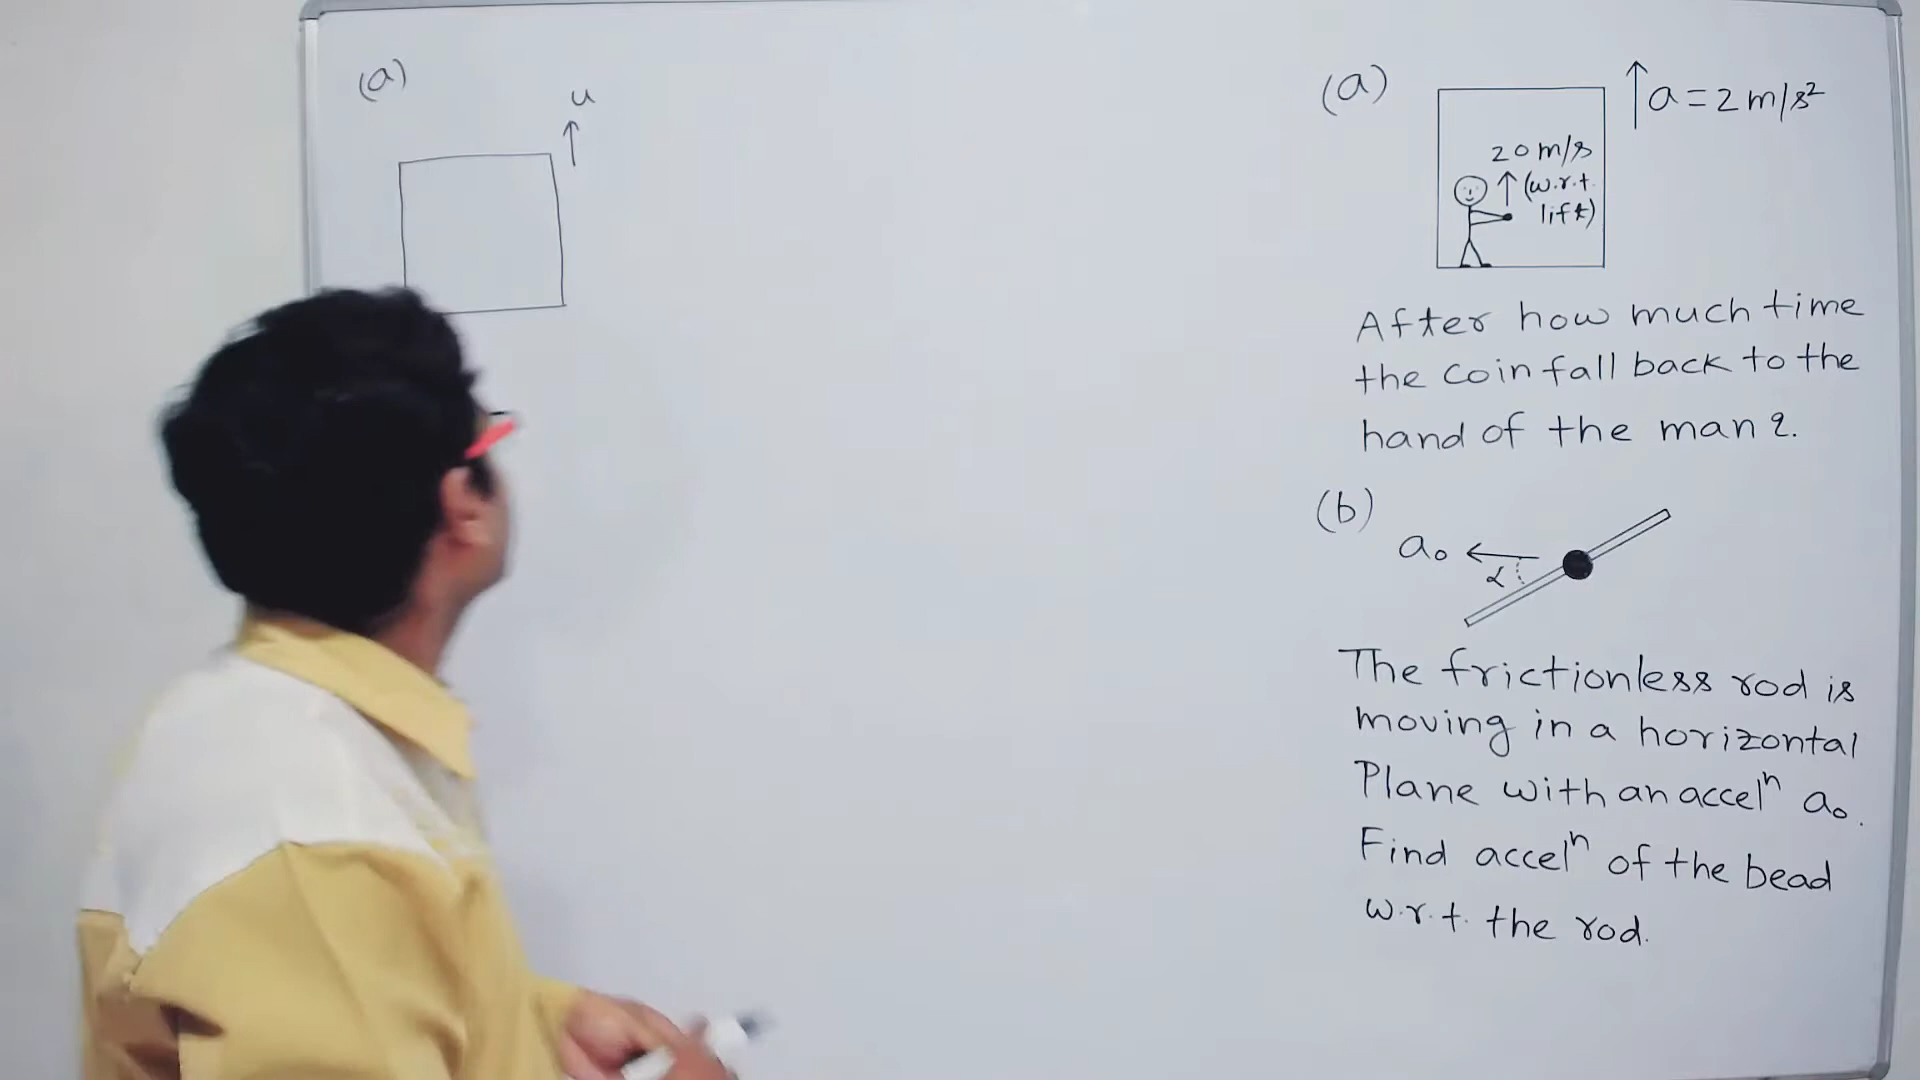 (a)
u
(a)
a = 2 m/s²
20 m/s
(w.r.t.
lift)
After how much time
the coin fall back to the
hand of the man ?.
(b)
a₀
α
The frictionless rod is
moving in a horizontal
Plane with an accelⁿ a₀.
Find accelⁿ of the bead
w.r.t. the rod.